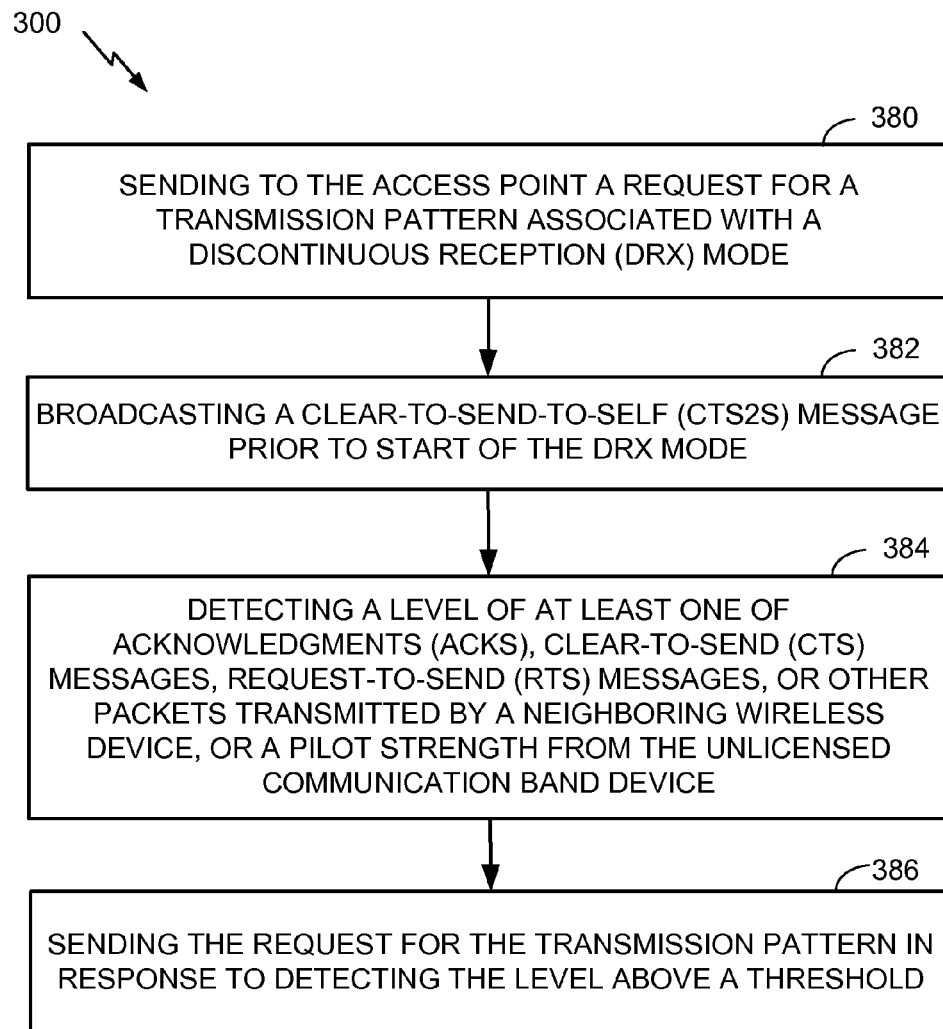 300
380
SENDING TO THE ACCESS POINT A REQUEST FOR A
TRANSMISSION PATTERN ASSOCIATED WITH A
DISCONTINUOUS RECEPTION (DRX) MODE
382
BROADCASTING A CLEAR-TO-SEND-TO-SELF (CTS2S) MESSAGE
PRIOR TO START OF THE DRX MODE
384
DETECTING A LEVEL OF AT LEAST ONE OF
ACKNOWLEDGMENTS (ACKS), CLEAR-TO-SEND (CTS)
MESSAGES, REQUEST-TO-SEND (RTS) MESSAGES, OR OTHER
PACKETS TRANSMITTED BY A NEIGHBORING WIRELESS
DEVICE, OR A PILOT STRENGTH FROM THE UNLICENSED
COMMUNICATION BAND DEVICE
386
SENDING THE REQUEST FOR THE TRANSMISSION PATTERN IN
RESPONSE TO DETECTING THE LEVEL ABOVE A THRESHOLD